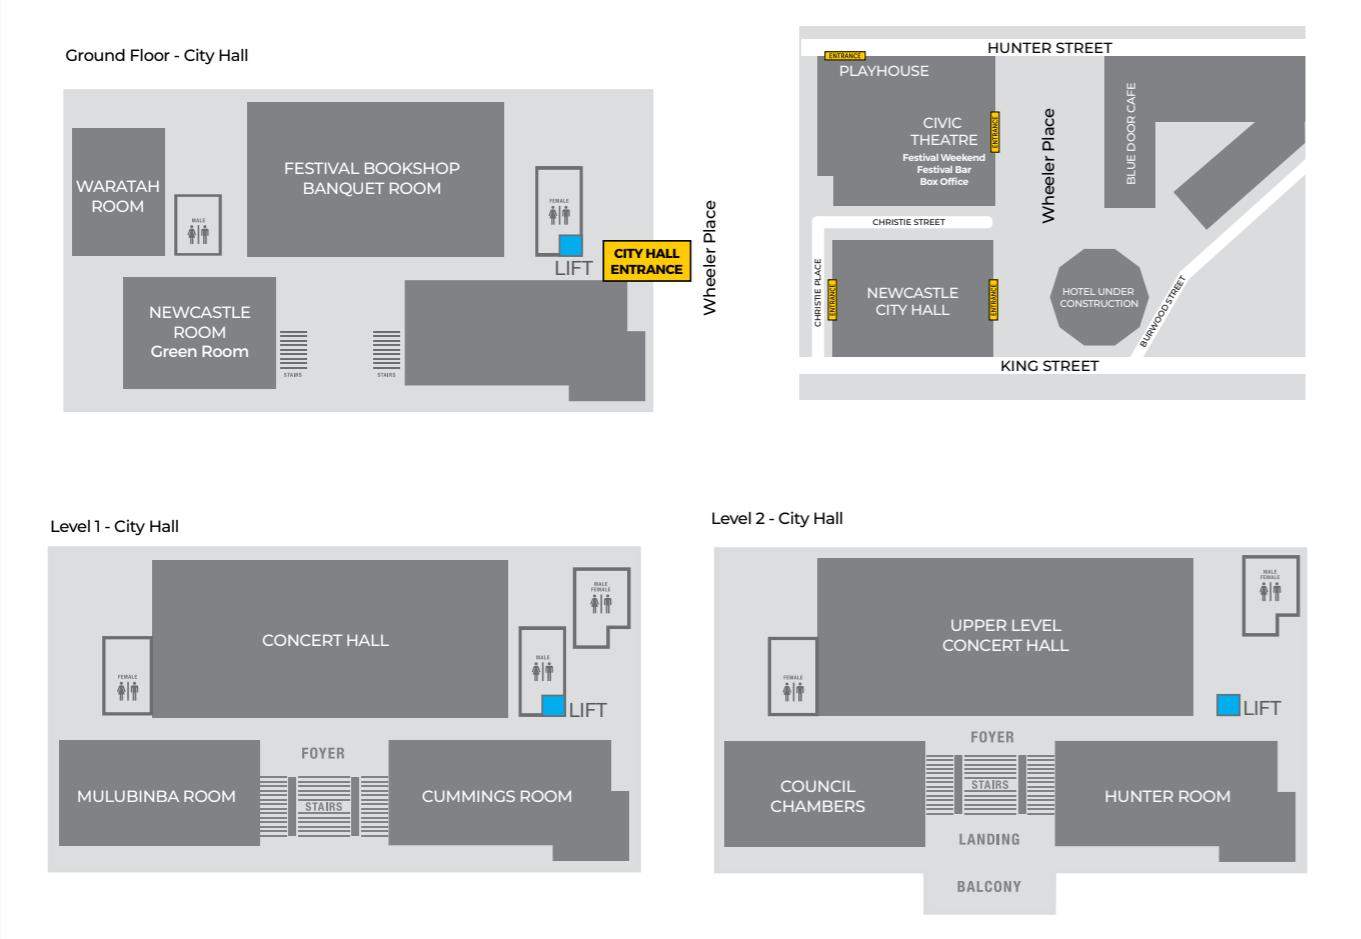 Ground Floor - City Hall
WARATAH
ROOM
MALE
FESTIVAL BOOKSHOP
BANQUET ROOM
FEMALE
LIFT
CITY HALL
ENTRANCE
Wheeler Place
NEWCASTLE
ROOM
Green Room
STAIRS
STAIRS
HUNTER STREET
ENTRANCE
PLAYHOUSE
CIVIC
THEATRE
Festival Weekend
Festival Bar
Box Office
ENTRANCE
Wheeler Place
BLUE DOOR CAFE
CHRISTIE STREET
CHRISTIE PLACE
ENTRANCE
NEWCASTLE
CITY HALL
ENTRANCE
HOTEL UNDER
CONSTRUCTION
BURWOOD STREET
KING STREET
Level 1 - City Hall
CONCERT HALL
MALE
FEMALE
MALE
FEMALE
LIFT
FOYER
MULUBINBA ROOM
STAIRS
CUMMINGS ROOM
Level 2 - City Hall
MALE
FEMALE
UPPER LEVEL
CONCERT HALL
FEMALE
LIFT
FOYER
COUNCIL
CHAMBERS
STAIRS
HUNTER ROOM
LANDING
BALCONY